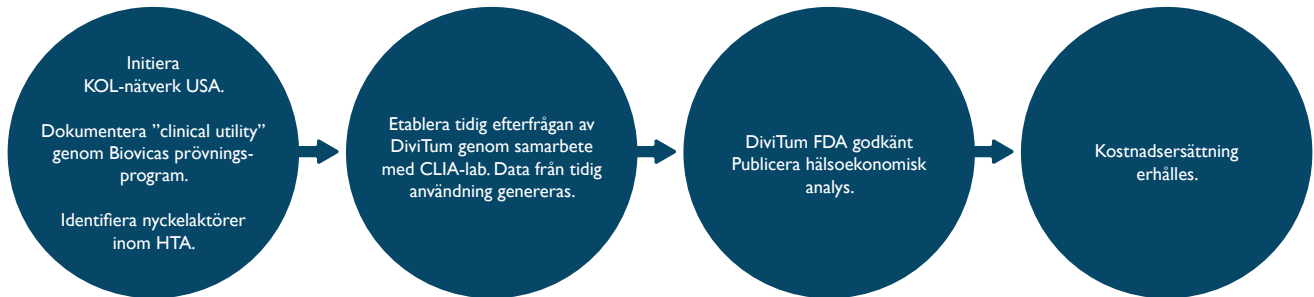 Initiera
KOL-nätverk USA.
Dokumentera ”clinical utility”
genom Biovicas prövnings-
program.
Identifiera nyckelaktörer
inom HTA.
Etablera tidig efterfrågan av
DiviTum genom samarbete
med CLIA-lab. Data från tidig
användning genereras.
DiviTum FDA godkänt
Publicera hälsoekonomisk
analys.
Kostnadsersättning
erhålles.